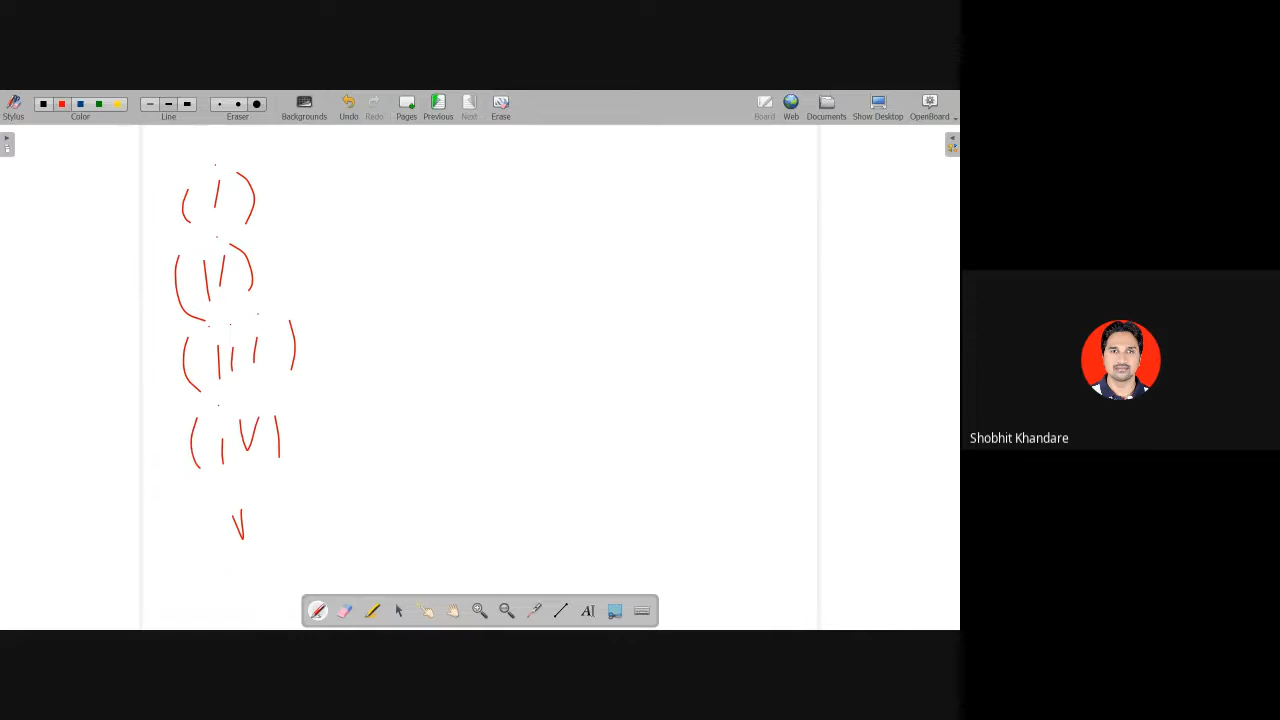 Stylus Color Line Eraser Backgrounds Undo Redo Pages Previous Next Erase Board Web Documents Show Desktop OpenBoard
(i)
(ii)
(iii)
(iv)
v
AI
Shobhit Khandare